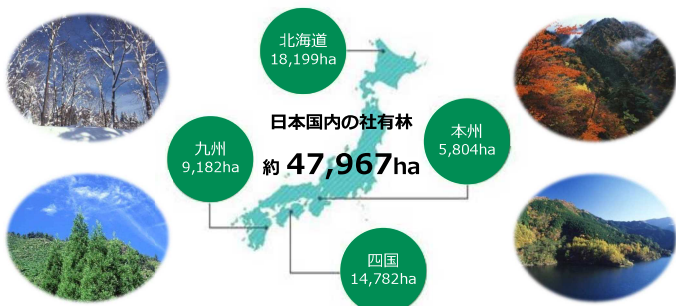 北海道
18,199ha
日本国内の社有林
約 47,967ha
本州
5,804ha
九州
9,182ha
四国
14,782ha